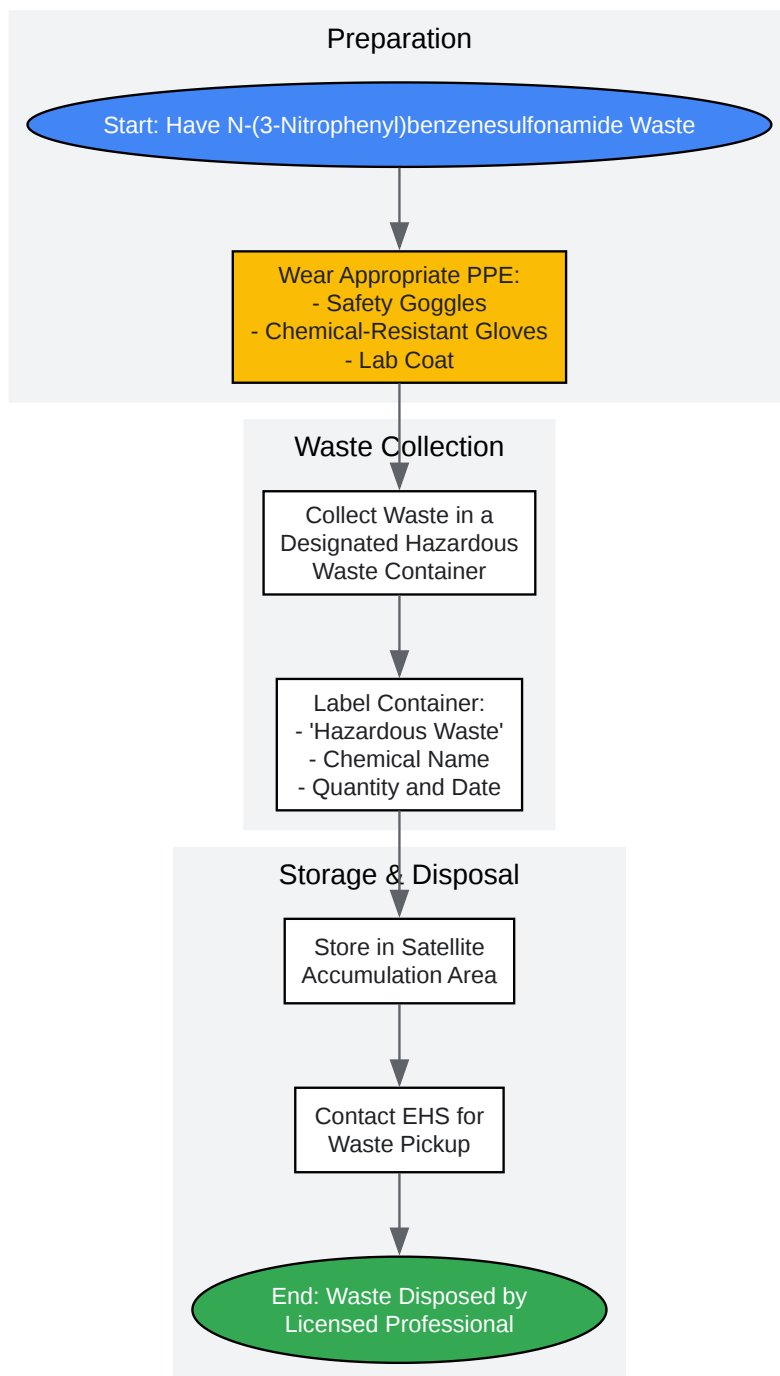 Preparation
Start: Have N-(3-Nitrophenyl)benzenesulfonamide Waste
Wear Appropriate PPE:
- Safety Goggles
- Chemical-Resistant Gloves
- Lab Coat
Waste Collection
Collect Waste in a
Designated Hazardous
Waste Container
Label Container:
- 'Hazardous Waste'
- Chemical Name
- Quantity and Date
Storage & Disposal
Store in Satellite
Accumulation Area
Contact EHS for
Waste Pickup
End: Waste Disposed by
Licensed Professional